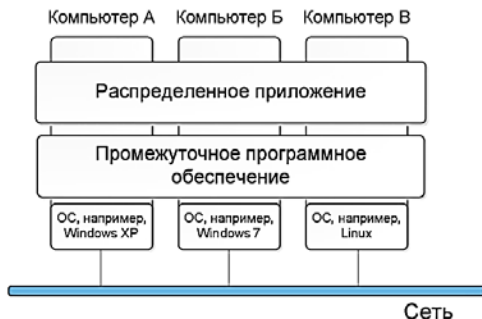 Компьютер А Компьютер Б Компьютер В
Распределенное приложение
Промежуточное программное
обеспечение
ОС, например, ОС, например, ОС, например,
Windows XP Windows 7 Linux
Сеть